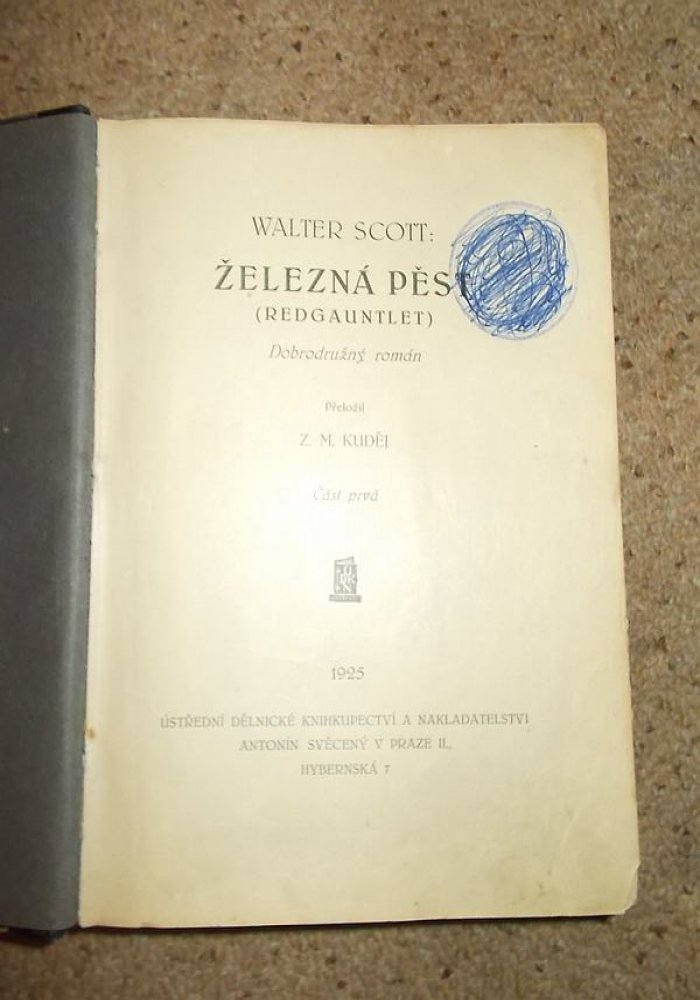 WALTER SCOTT:
ŽELEZNÁ PĚST
(REDGAUNTLET)
Dobrodružný román
Přeložil
Z. M. KUDĚJ
Část prvá
1925
ÚSTŘEDNÍ DĚLNICKÉ KNIHKUPECTVÍ A NAKLADATELSTVÍ
ANTONÍN SVĚCENÝ V PRAZE II.,
HYBERNSKÁ 7